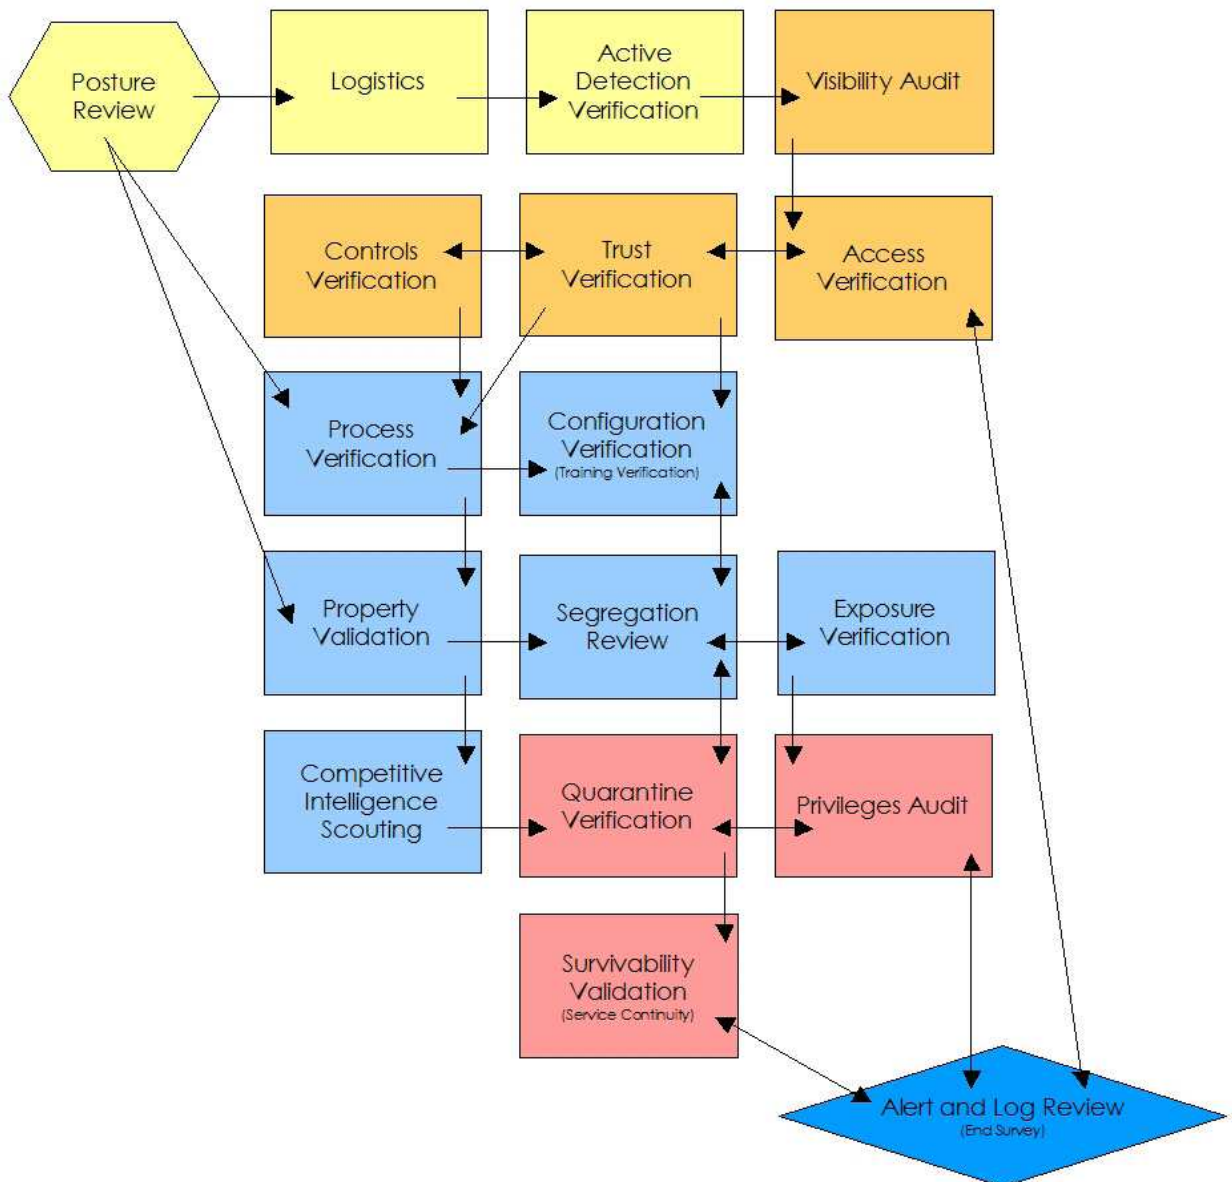 Posture
Review
Logistics
Active
Detection
Verification
Visibility Audit
Controls
Verification
Trust
Verification
Access
Verification
Process
Verification
Configuration
Verification
(Training Verification)
Property
Validation
Segregation
Review
Exposure
Verification
Competitive
Intelligence
Scouting
Quarantine
Verification
Privileges Audit
Survivability
Validation
(Service Continuity)
Alert and Log Review
(End Survey)